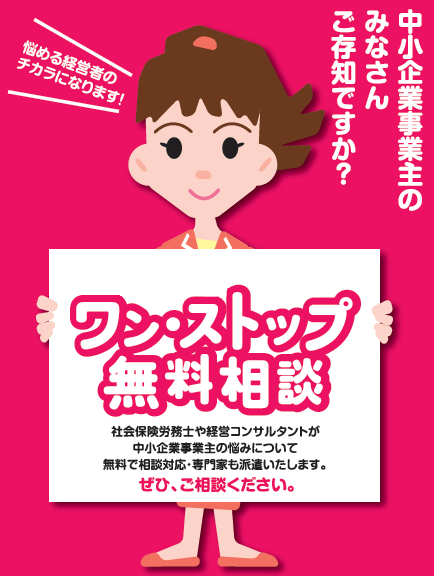 中小企業事業主の
みなさん
ご存知ですか?
悩める経営者の
チカラになります!
ワン・ストップ
無料相談
社会保険労務士や経営コンサルタントが
中小企業事業主の悩みについて
無料で相談対応・専門家も派遣いたします。
ぜひ、ご相談ください。